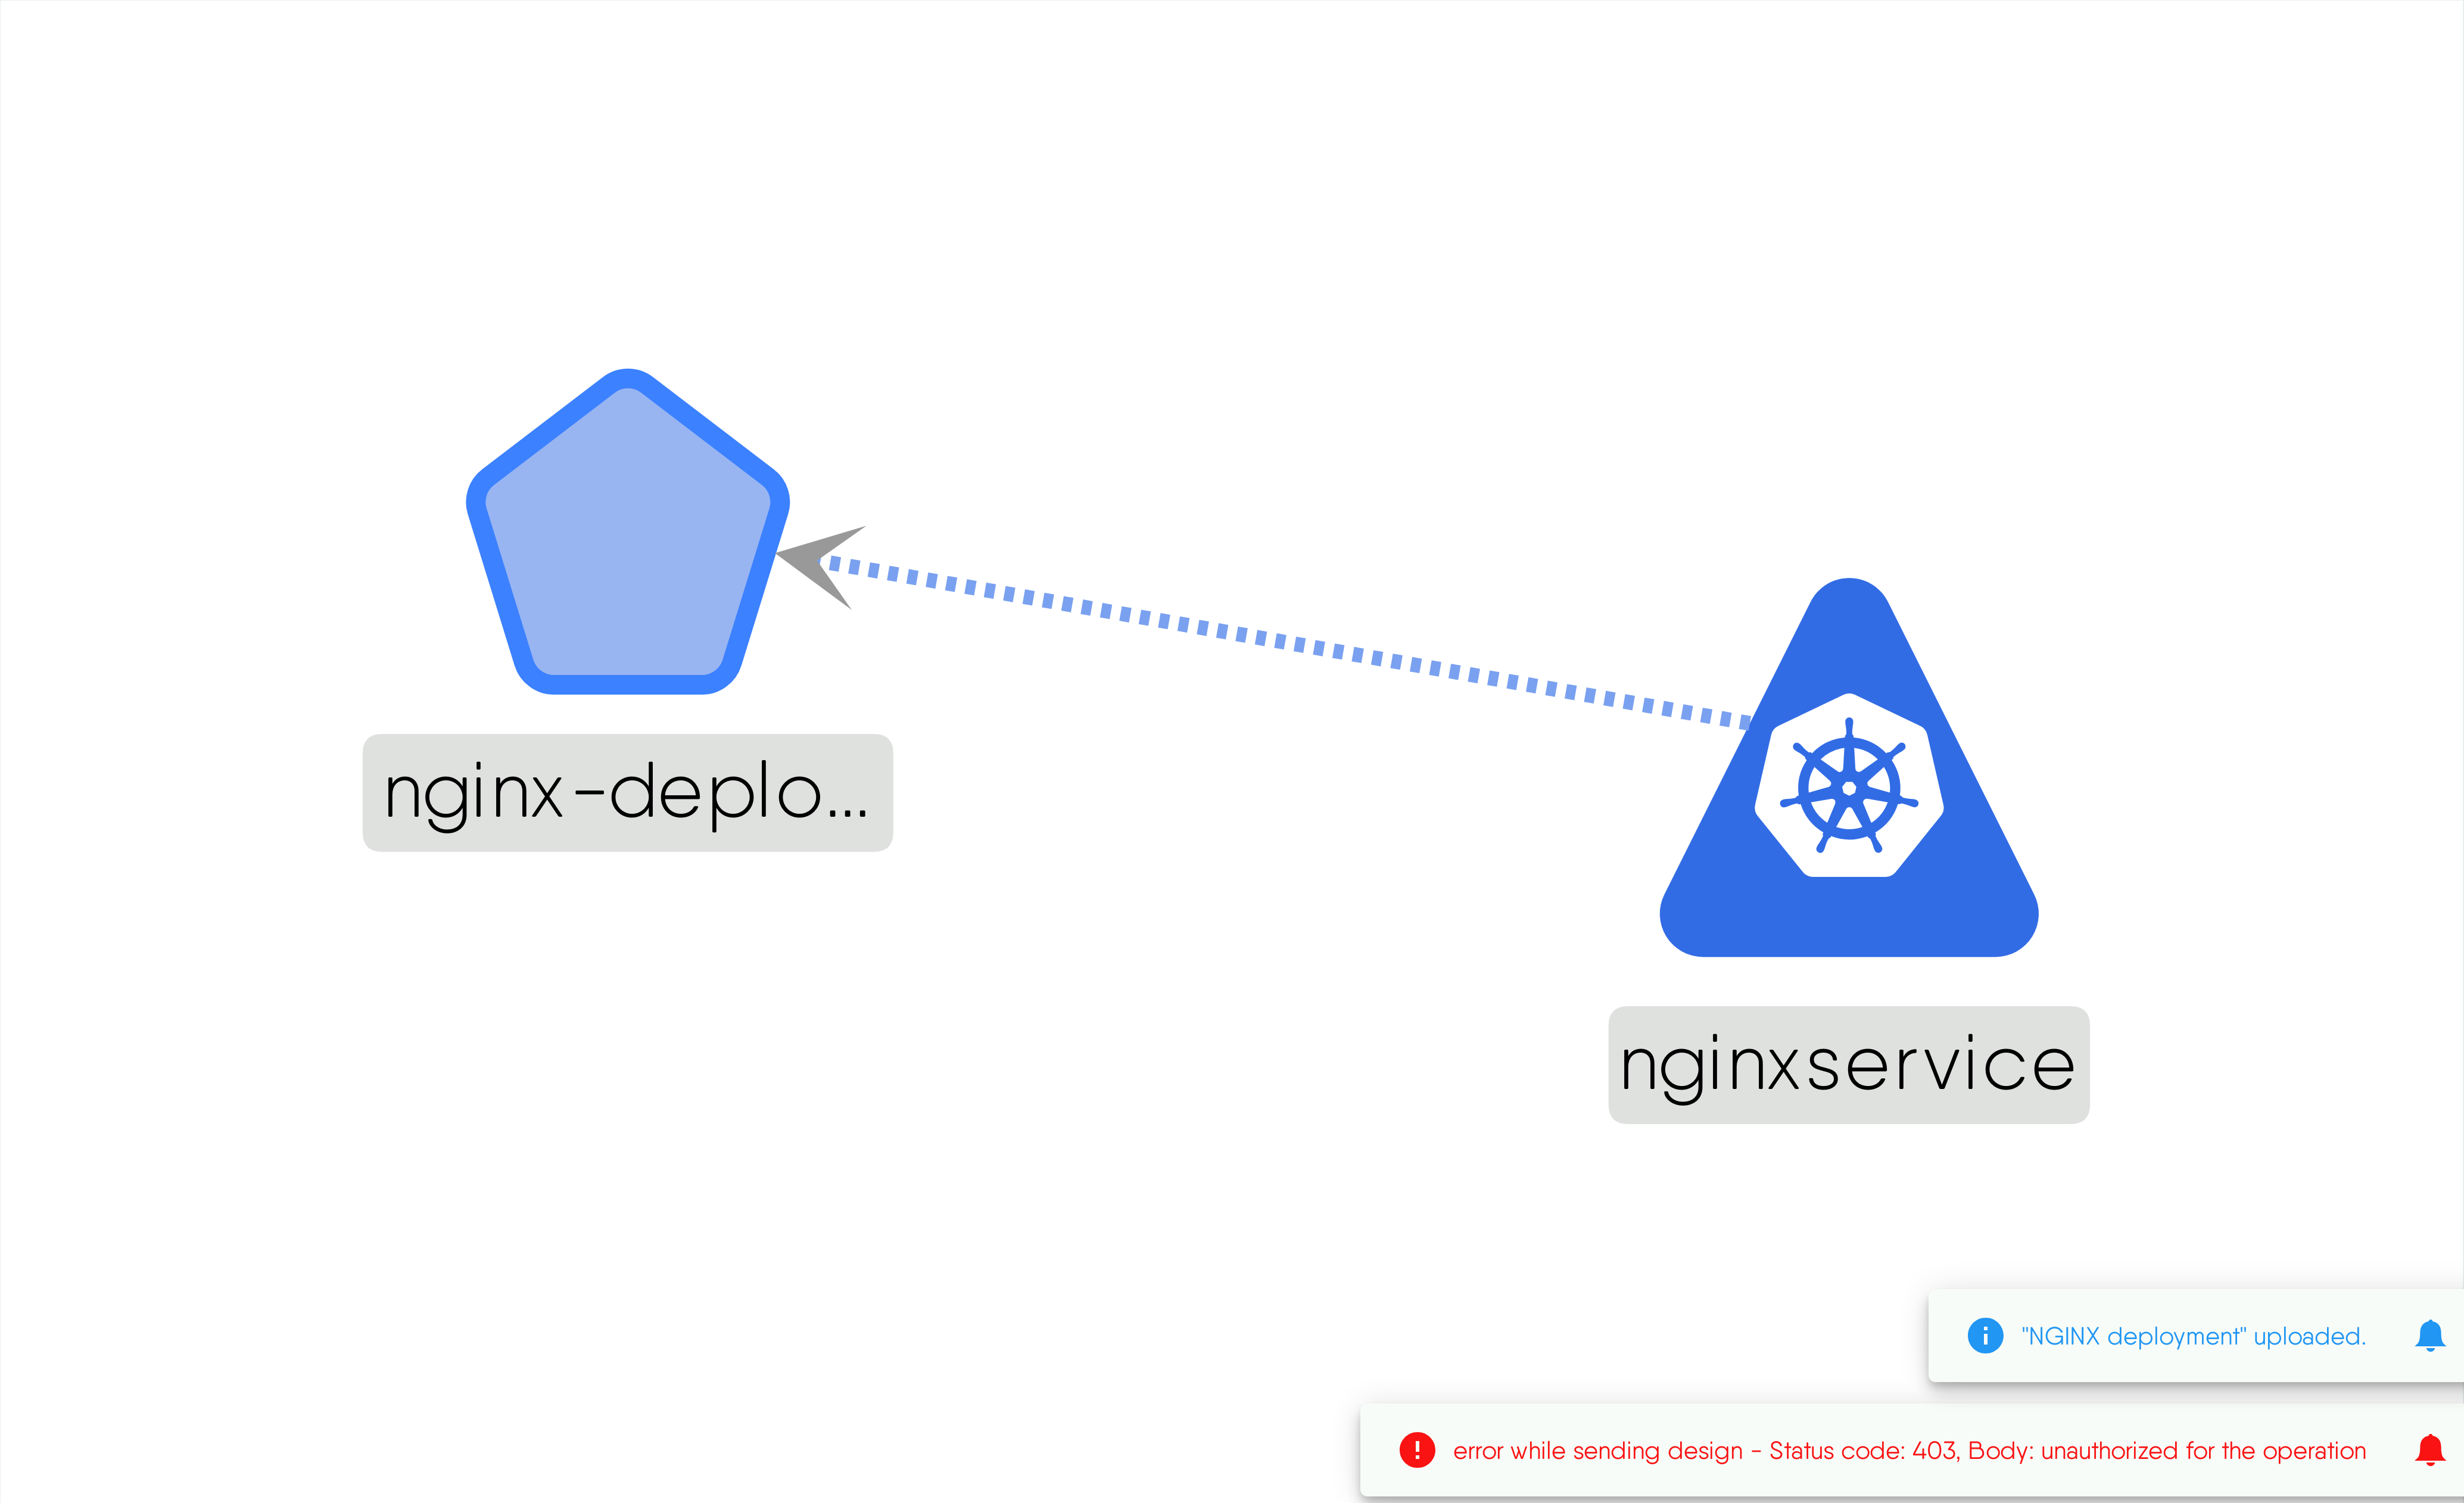 nginx-deplo...
nginxservice
"NGINX deployment" uploaded.
error while sending design - Status code: 403, Body: unauthorized for the operation